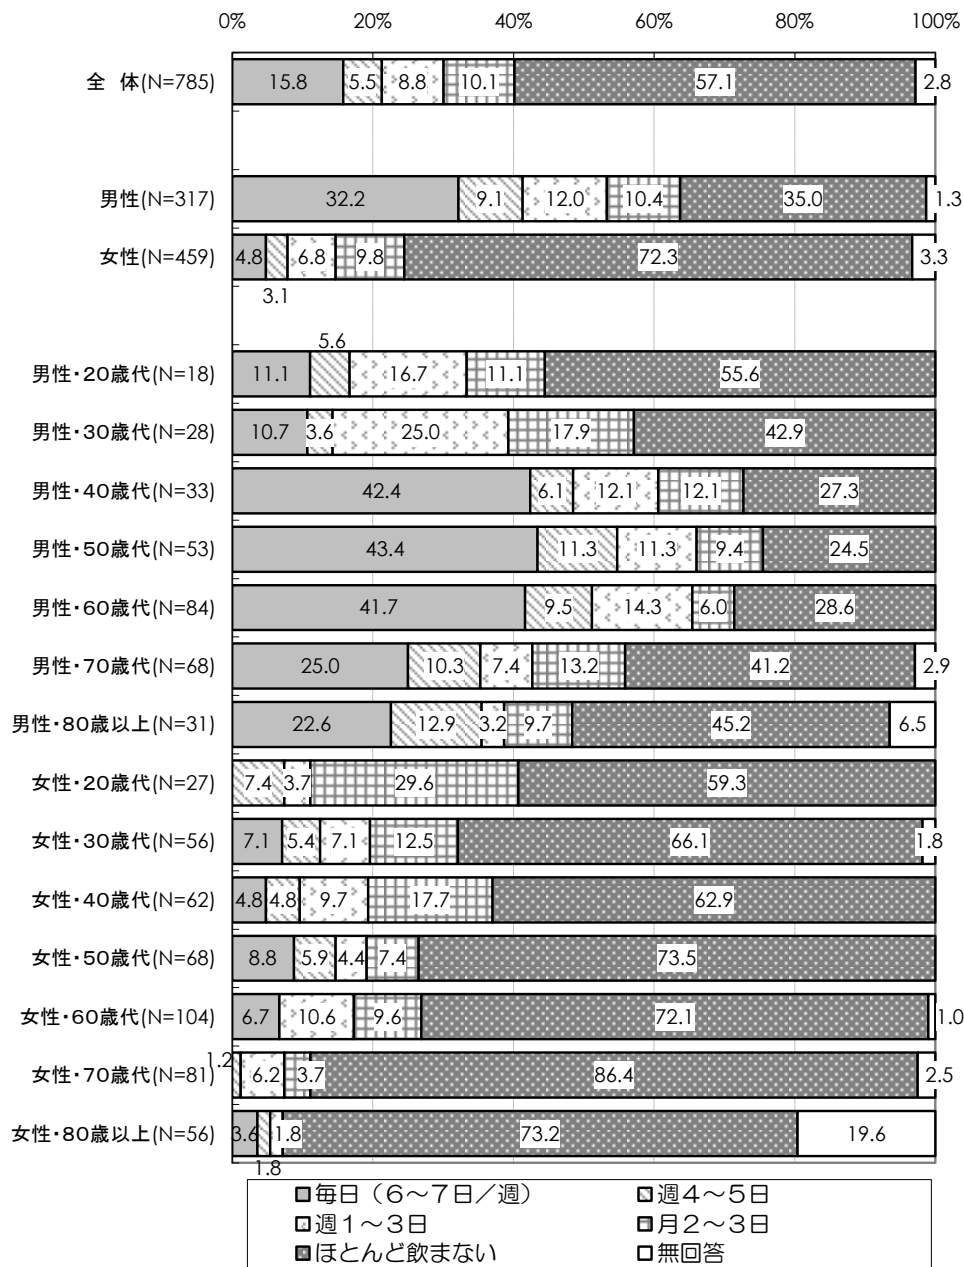 0% 20% 40% 60% 80% 100%
全 体(N=785) 15.8 5.5 8.8 10.1 57.1 2.8
男性(N=317) 32.2 9.1 12.0 10.4 35.0 1.3
女性(N=459) 4.8 6.8 9.8 72.3 3.3
3.1
5.6
男性・20歳代(N=18) 11.1 16.7 11.1 55.6
男性・30歳代(N=28) 10.7 3.6 25.0 17.9 42.9
男性・40歳代(N=33) 42.4 6.1 12.1 12.1 27.3
男性・50歳代(N=53) 43.4 11.3 11.3 9.4 24.5
男性・60歳代(N=84) 41.7 9.5 14.3 6.0 28.6
男性・70歳代(N=68) 25.0 10.3 7.4 13.2 41.2 2.9
男性・80歳以上(N=31) 22.6 12.9 3.2 9.7 45.2 6.5
女性・20歳代(N=27) 7.4 3.7 29.6 59.3
女性・30歳代(N=56) 7.1 5.4 7.1 12.5 66.1 1.8
女性・40歳代(N=62) 4.8 4.8 9.7 17.7 62.9
女性・50歳代(N=68) 8.8 5.9 4.4 7.4 73.5
女性・60歳代(N=104) 6.7 10.6 9.6 72.1 1.0
女性・70歳代(N=81) 1.2 6.2 3.7 86.4 2.5
女性・80歳以上(N=56) 3.6 1.8 73.2 19.6
1.8
毎日（6～7日／週） 週4～5日
週1～3日 月2～3日
ほとんど飲まない 無回答